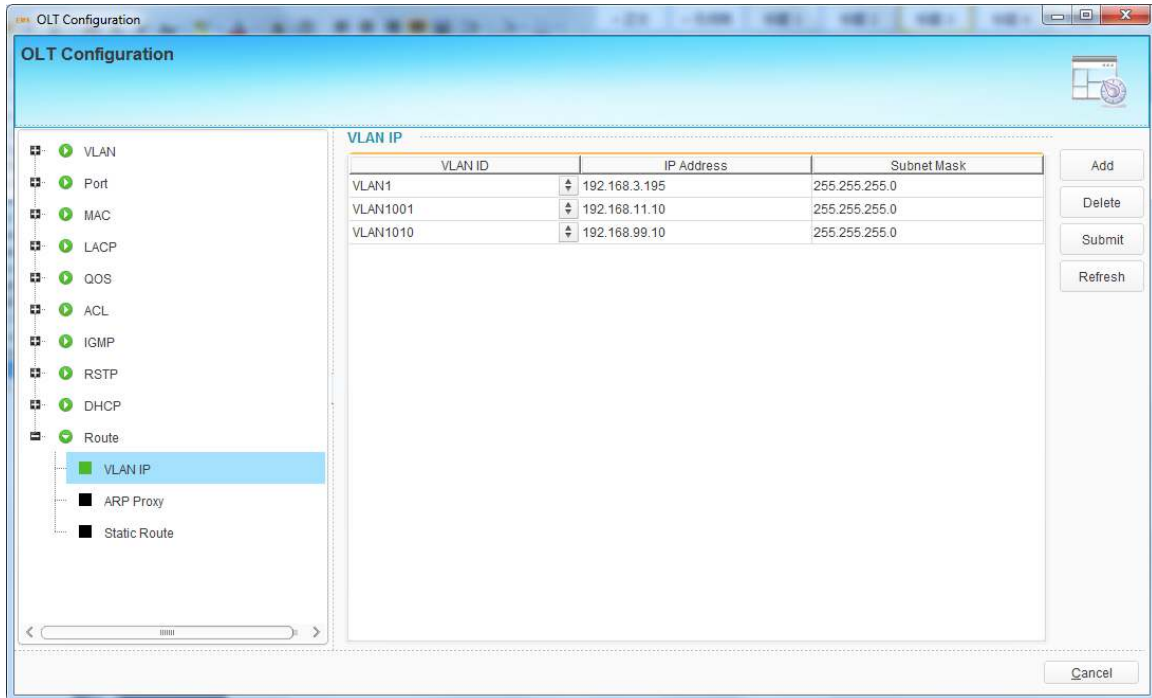 EMS OLT Configuration
OLT Configuration
VLAN
Port
MAC
LACP
QOS
ACL
IGMP
RSTP
DHCP
Route
VLAN IP
ARP Proxy
Static Route
VLAN IP
VLAN ID IP Address Subnet Mask
VLAN1 192.168.3.195 255.255.255.0
VLAN1001 192.168.11.10 255.255.255.0
VLAN1010 192.168.99.10 255.255.255.0
Add
Delete
Submit
Refresh
Cancel